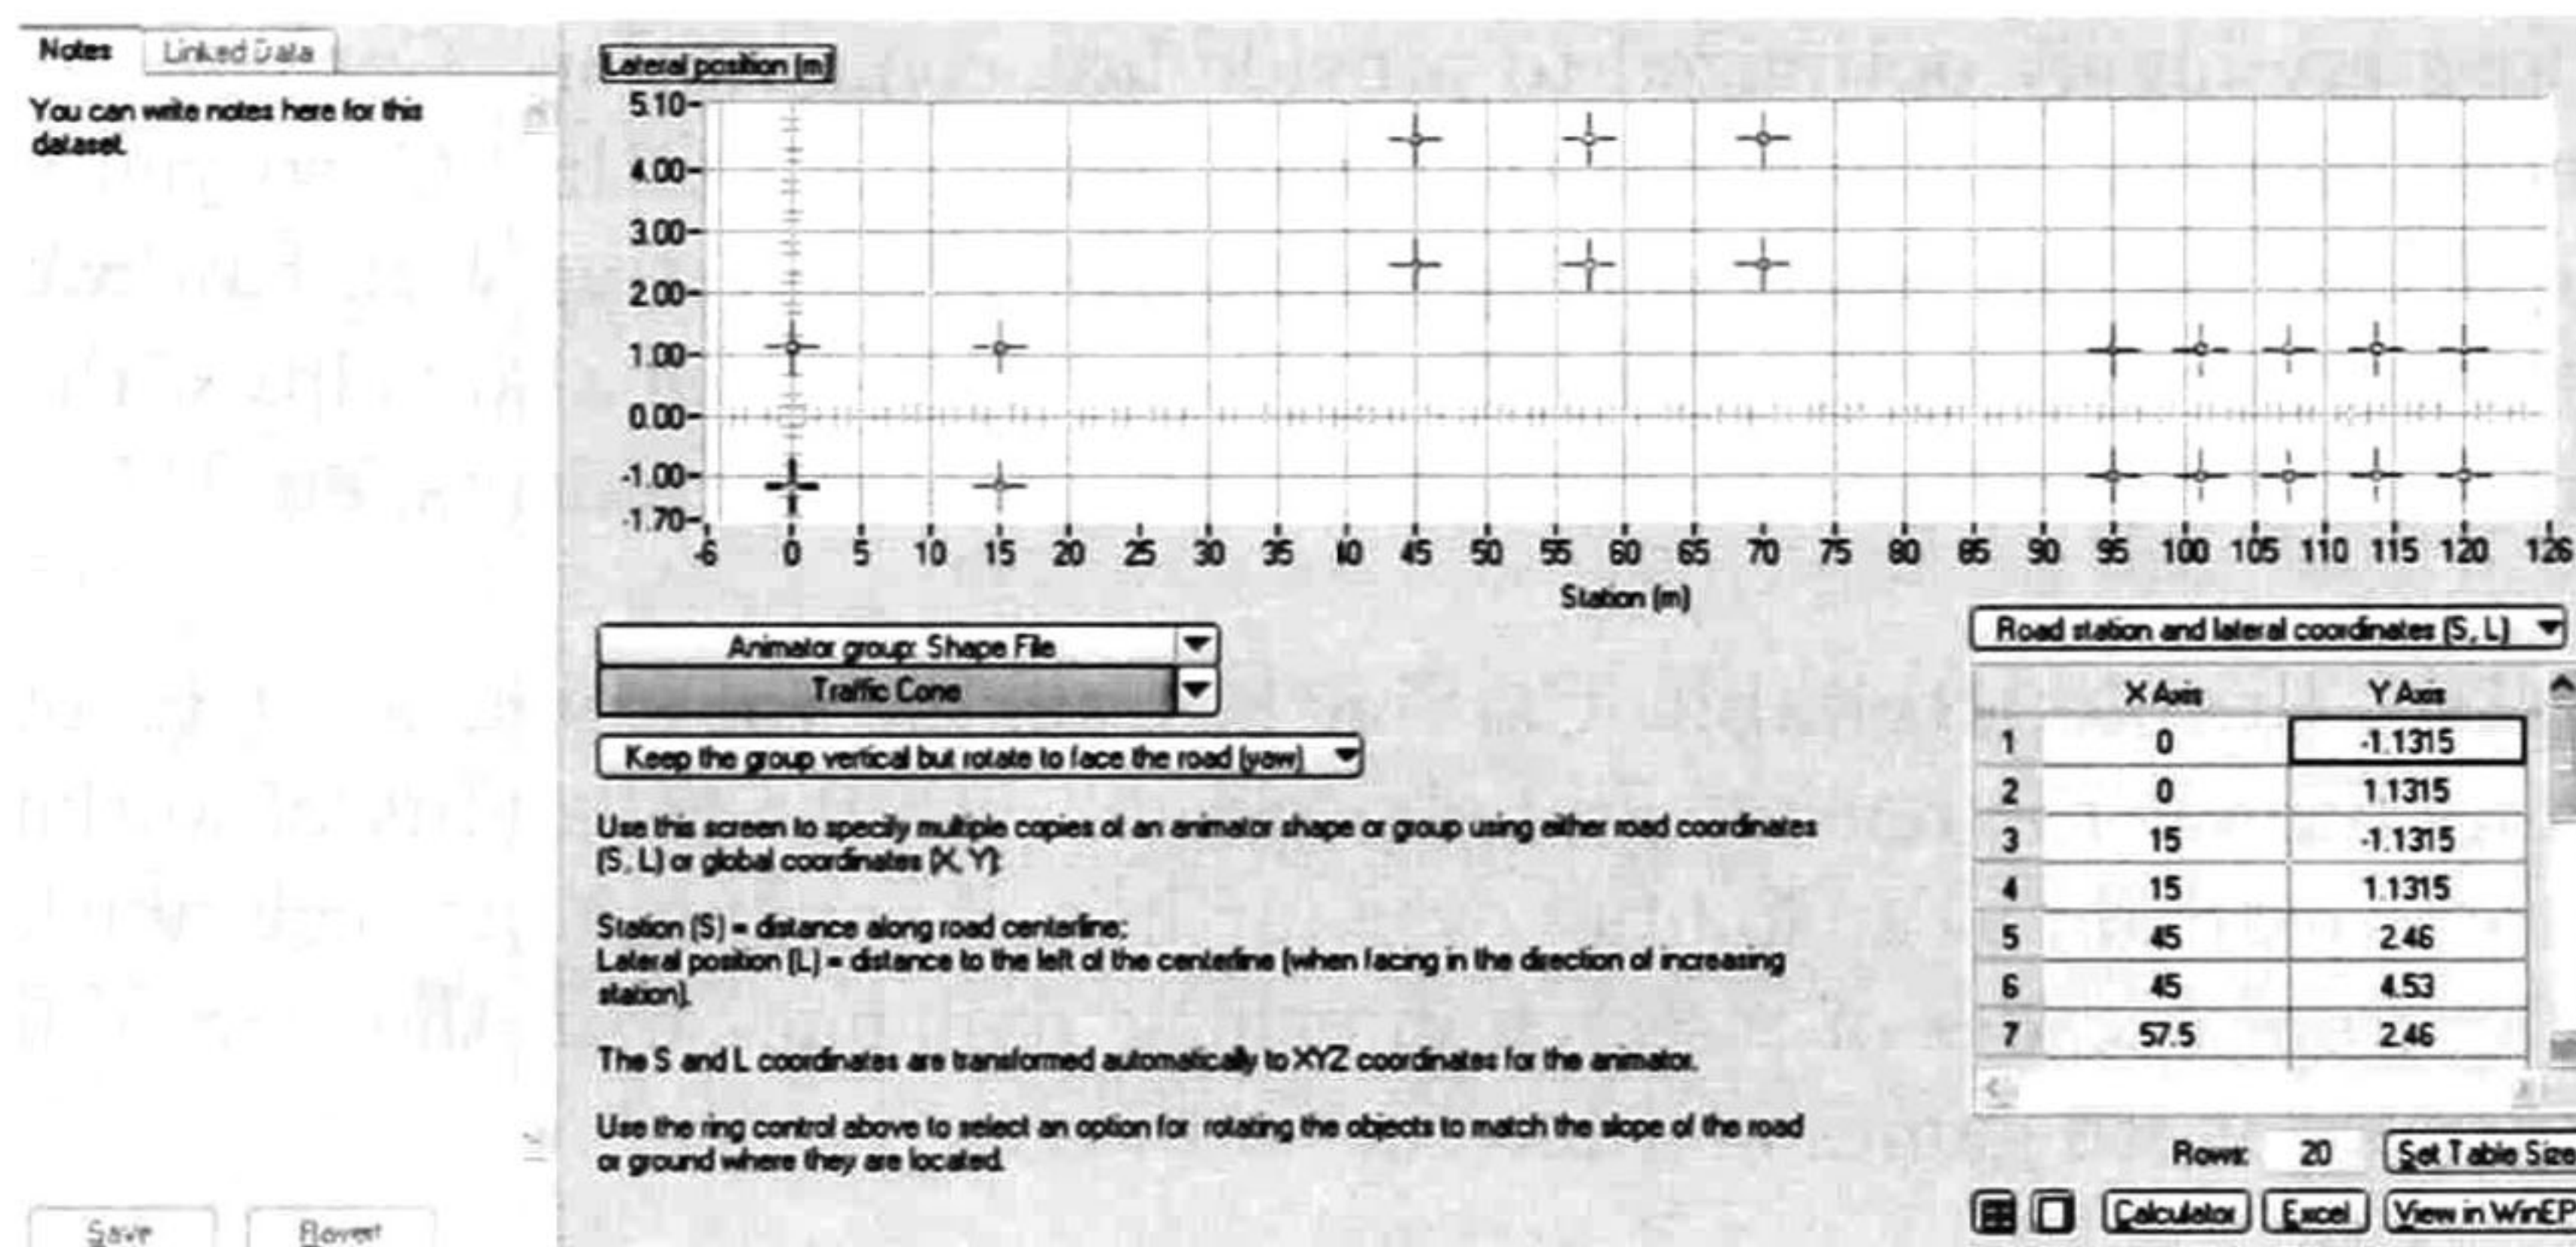 Notes
Linked Data
You can write notes here for this
dataset.
Lateral position (m)
5.10
4.00
3.00
2.00
1.00
0.00
-1.00
-1.70
-6 0 5 10 15 20 25 30 35 40 45 50 55 60 65 70 75 80 85 90 95 100 105 110 115 120 126
Station (m)
Animator group: Shape File
Traffic Cone
Keep the group vertical but rotate to face the road (yaw)
Use this screen to specify multiple copies of an animator shape or group using either road coordinates
(S, L) or global coordinates (X, Y):
Station (S) = distance along road centerline;
Lateral position (L) = distance to the left of the centerline (when facing in the direction of increasing
station).
The S and L coordinates are transformed automatically to XYZ coordinates for the animator.
Use the ring control above to select an option for rotating the objects to match the slope of the road
or ground where they are located.
Road station and lateral coordinates (S, L)
X Axis Y Axis
1 0 -1.1315
2 0 1.1315
3 15 -1.1315
4 15 1.1315
5 45 2.46
6 45 4.53
7 57.5 2.46
Rows: 20 Set Table Size
Calculator Excel View in WinEP
Save Revert